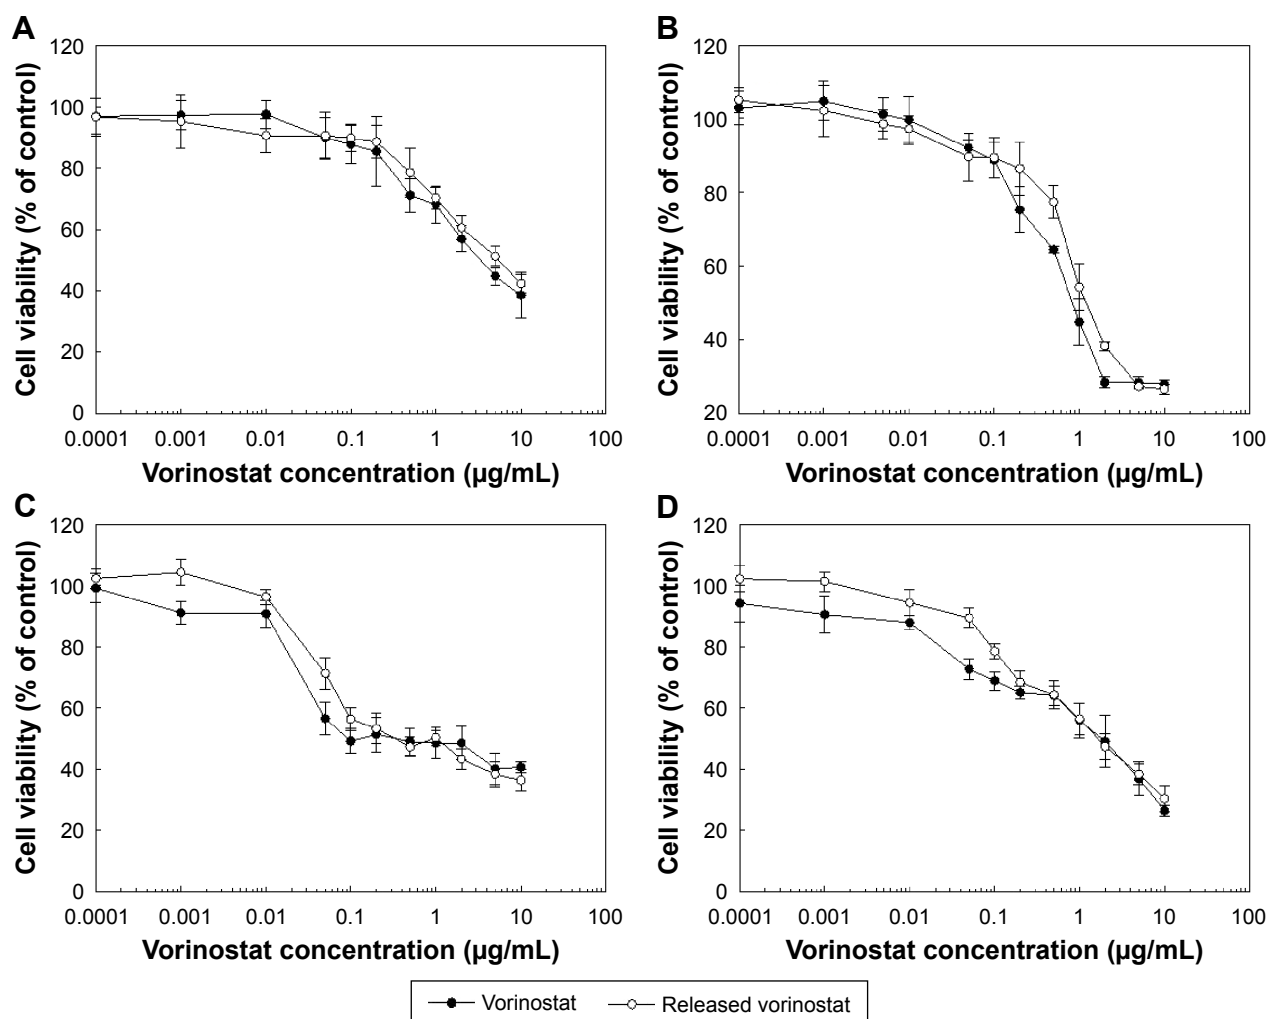 A
Cell viability (% of control)
120
100
80
60
40
20
0
0.0001 0.001 0.01 0.1 1 10 100
Vorinostat concentration (µg/mL)
B
Cell viability (% of control)
120
100
80
60
40
20
0.0001 0.001 0.01 0.1 1 10 100
Vorinostat concentration (µg/mL)
C
Cell viability (% of control)
120
100
80
60
40
20
0
0.0001 0.001 0.01 0.1 1 10 100
Vorinostat concentration (µg/mL)
D
Cell viability (% of control)
120
100
80
60
40
20
0
0.0001 0.001 0.01 0.1 1 10 100
Vorinostat concentration (µg/mL)
Vorinostat Released vorinostat